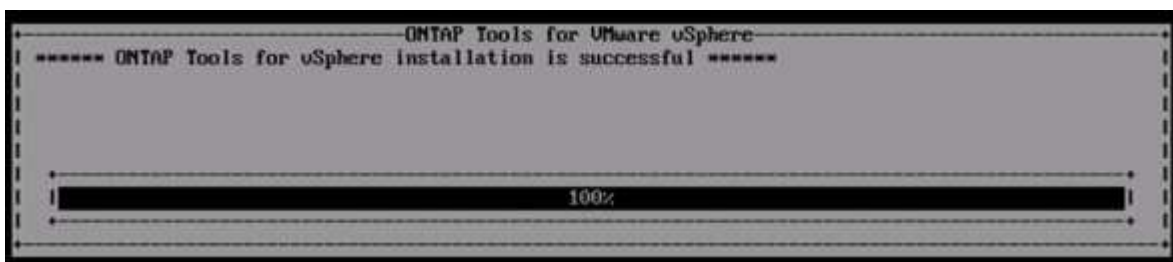 ONTAP Tools for VMware vSphere
====== ONTAP Tools for vSphere installation is successful ======
100%